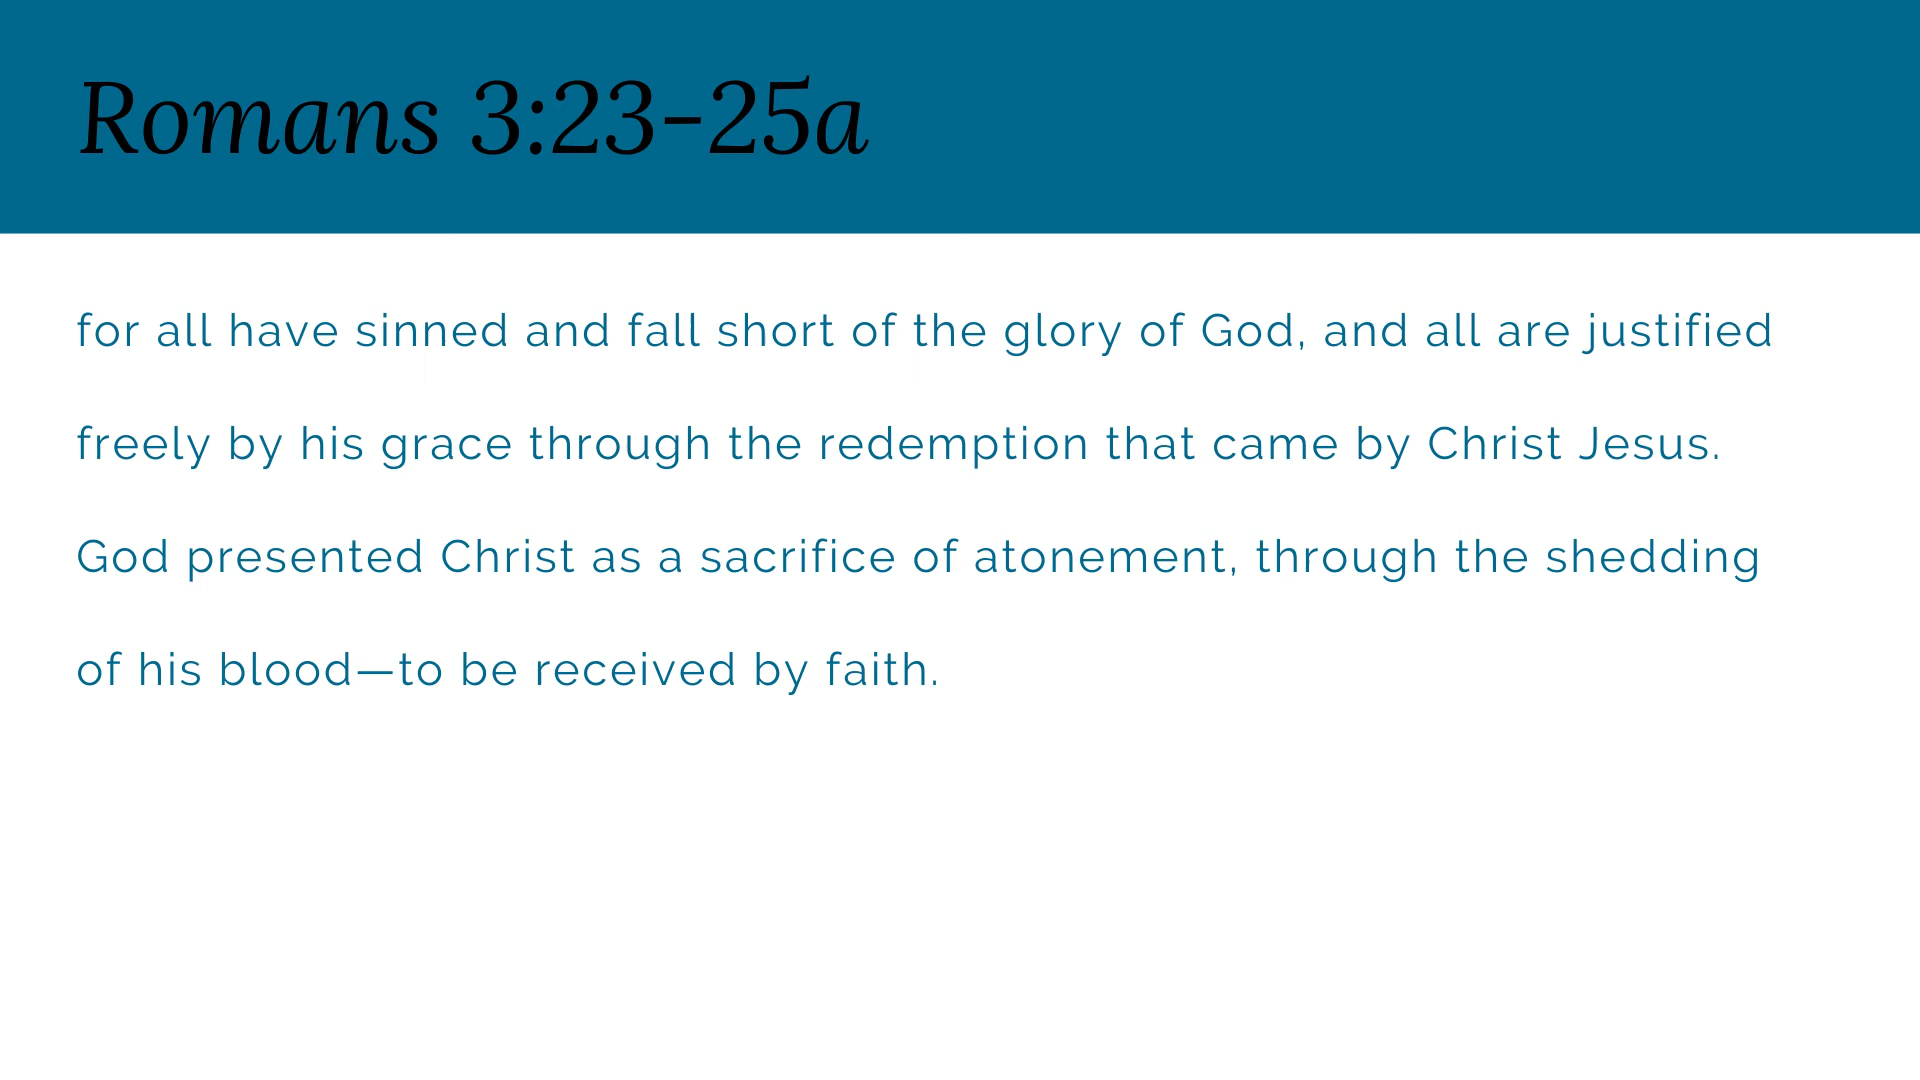 Romans 3:23-25a
for all have sinned and fall short of the glory of God, and all are justified
freely by his grace through the redemption that came by Christ Jesus.
God presented Christ as a sacrifice of atonement, through the shedding
of his blood—to be received by faith.